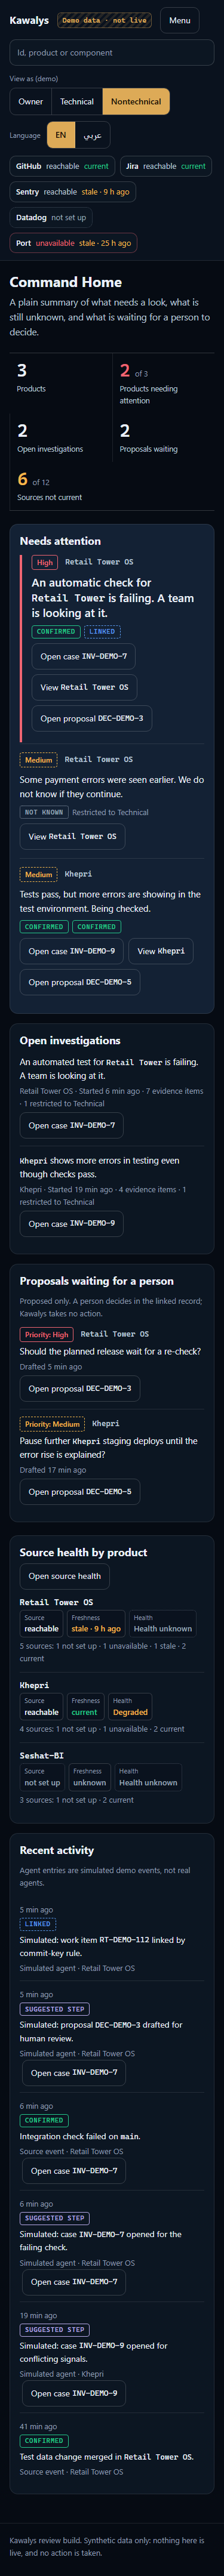 Kawalys
Demo data · not live
Menu
Id, product or component
View as (demo)
Owner
Technical
Nontechnical
Language
EN
عربي
GitHub reachable current
Jira reachable current
Sentry reachable stale · 9 h ago
Datadog not set up
Port unavailable stale · 25 h ago
Command Home
A plain summary of what needs a look, what is
still unknown, and what is waiting for a person to
decide.
3
Products
2 of 3
Products needing
attention
2
Open investigations
2
Proposals waiting
6 of 12
Sources not current
Needs attention
High
Retail Tower OS
An automatic check for
Retail Tower is failing. A team
is looking at it.
CONFIRMED
LINKED
Open case INV-DEMO-7
View Retail Tower OS
Open proposal DEC-DEMO-3
Medium
Retail Tower OS
Some payment errors were seen earlier. We do
not know if they continue.
NOT KNOWN
Restricted to Technical
View Retail Tower OS
Medium
Khepri
Tests pass, but more errors are showing in the
test environment. Being checked.
CONFIRMED
CONFIRMED
Open case INV-DEMO-9
View Khepri
Open proposal DEC-DEMO-5
Open investigations
An automated test for Retail Tower is failing.
A team is looking at it.
Retail Tower OS · Started 6 min ago · 7 evidence items
· 1 restricted to Technical
Open case INV-DEMO-7
Khepri shows more errors in testing even
though checks pass.
Khepri · Started 19 min ago · 4 evidence items · 1
restricted to Technical
Open case INV-DEMO-9
Proposals waiting for a person
Proposed only. A person decides in the linked record;
Kawalys takes no action.
Priority: High
Retail Tower OS
Should the planned release wait for a re-check?
Drafted 5 min ago
Open proposal DEC-DEMO-3
Priority: Medium
Khepri
Pause further Khepri staging deploys until the
error rise is explained?
Drafted 17 min ago
Open proposal DEC-DEMO-5
Source health by product
Open source health
Retail Tower OS
Source
reachable
Freshness
stale · 9 h ago
Health
Health unknown
5 sources: 1 not set up · 1 unavailable · 1 stale · 2
current
Khepri
Source
reachable
Freshness
current
Health
Degraded
4 sources: 1 not set up · 1 unavailable · 2 current
Seshat-BI
Source
not set up
Freshness
unknown
Health
Health unknown
3 sources: 1 not set up · 2 current
Recent activity
Agent entries are simulated demo events, not real
agents.
5 min ago
LINKED
Simulated: work item RT-DEMO-112 linked by
commit-key rule.
Simulated agent · Retail Tower OS
5 min ago
SUGGESTED STEP
Simulated: proposal DEC-DEMO-3 drafted for
human review.
Simulated agent · Retail Tower OS
Open case INV-DEMO-7
6 min ago
CONFIRMED
Integration check failed on main.
Source event · Retail Tower OS
Open case INV-DEMO-7
6 min ago
SUGGESTED STEP
Simulated: case INV-DEMO-7 opened for the
failing check.
Simulated agent · Retail Tower OS
Open case INV-DEMO-7
19 min ago
SUGGESTED STEP
Simulated: case INV-DEMO-9 opened for
conflicting signals.
Simulated agent · Khepri
Open case INV-DEMO-9
41 min ago
CONFIRMED
Test data change merged in Retail Tower OS.
Source event · Retail Tower OS
Kawalys review build. Synthetic data only: nothing here is
live, and no action is taken.